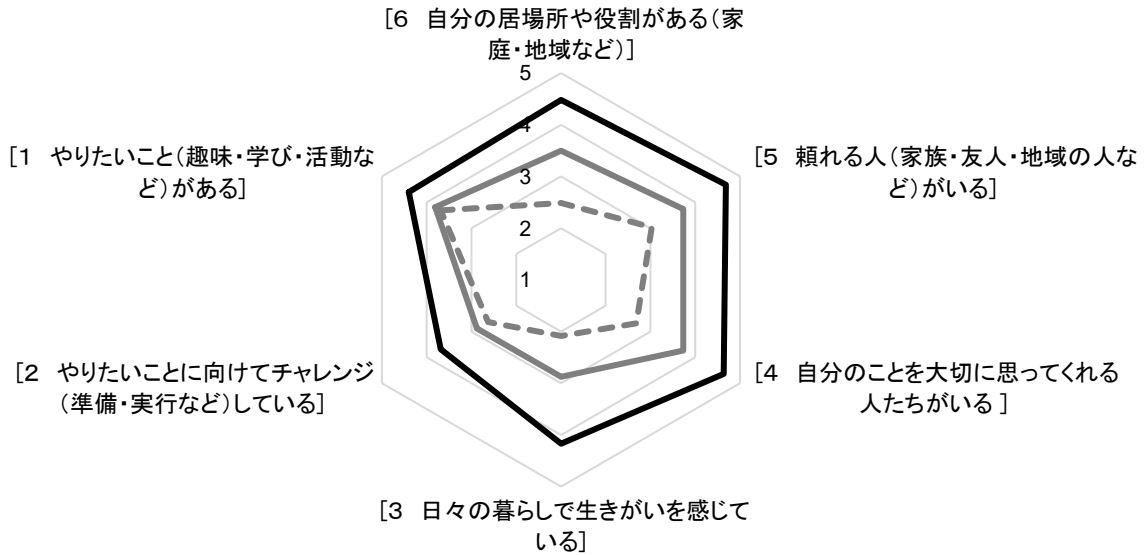 [６　自分の居場所や役割がある（家
庭・地域など）]
5
4
3
2
1
[１　やりたいこと（趣味・学び・活動な
ど）がある]
[５　頼れる人（家族・友人・地域の人な
ど）がいる]
[２　やりたいことに向けてチャレンジ
（準備・実行など）している]
[４　自分のことを大切に思ってくれる
人たちがいる ]
[３　日々の暮らしで生きがいを感じて
いる]